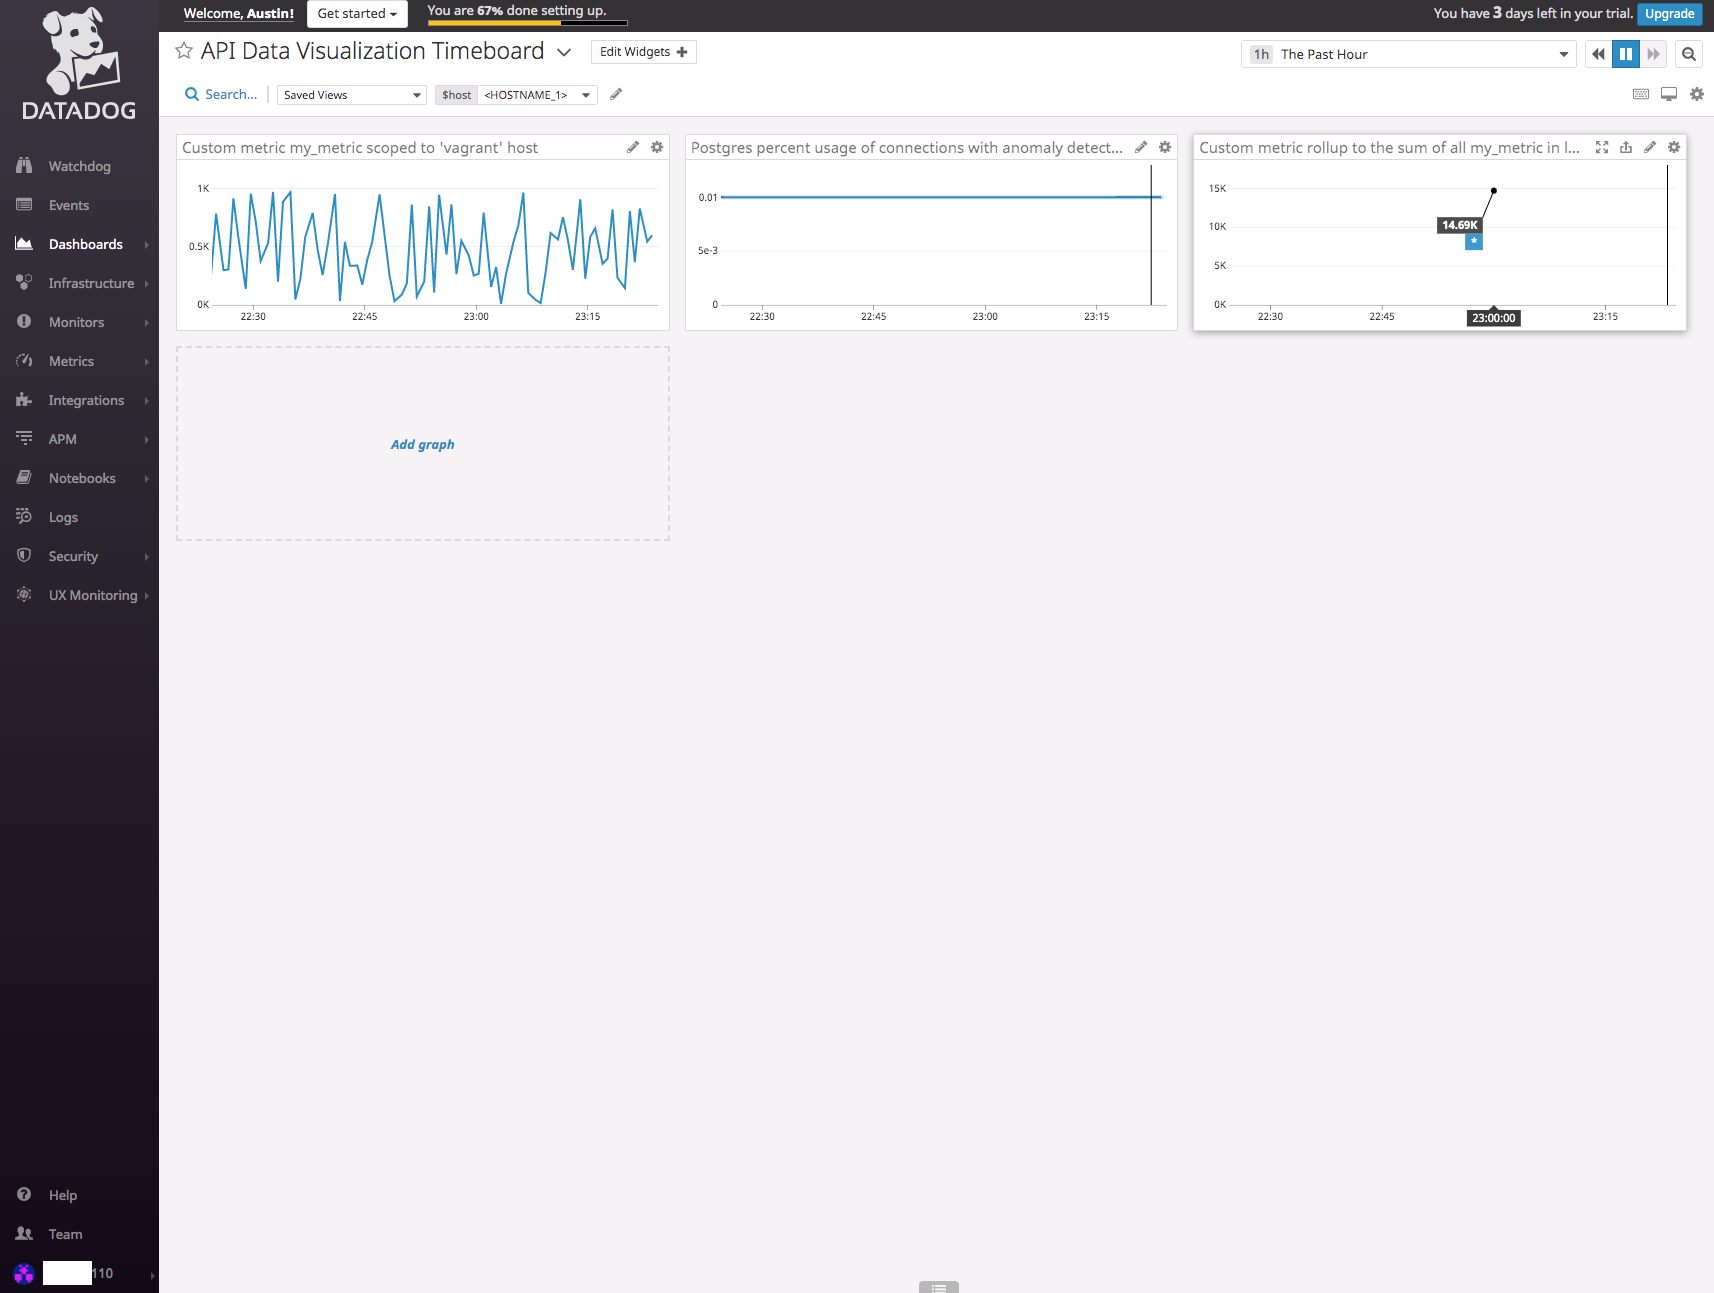 Welcome, Austin!
Get started
You are 67% done setting up.
You have 3 days left in your trial.
Upgrade
DATADOG
API Data Visualization Timeboard
Edit Widgets
1h The Past Hour
Search...
Saved Views
$host <HOSTNAME_1>
Watchdog
Events
Dashboards
Infrastructure
Monitors
Metrics
Integrations
APM
Notebooks
Logs
Security
UX Monitoring
Help
Team
110
Custom metric my_metric scoped to 'vagrant' host
1K
0.5K
0K
22:30 22:45 23:00 23:15
Postgres percent usage of connections with anomaly detect...
0.01
5e-3
0
22:30 22:45 23:00 23:15
Custom metric rollup to the sum of all my_metric in l...
15K
10K
5K
0K
14.69K
*
22:30 22:45 23:00:00 23:15
Add graph